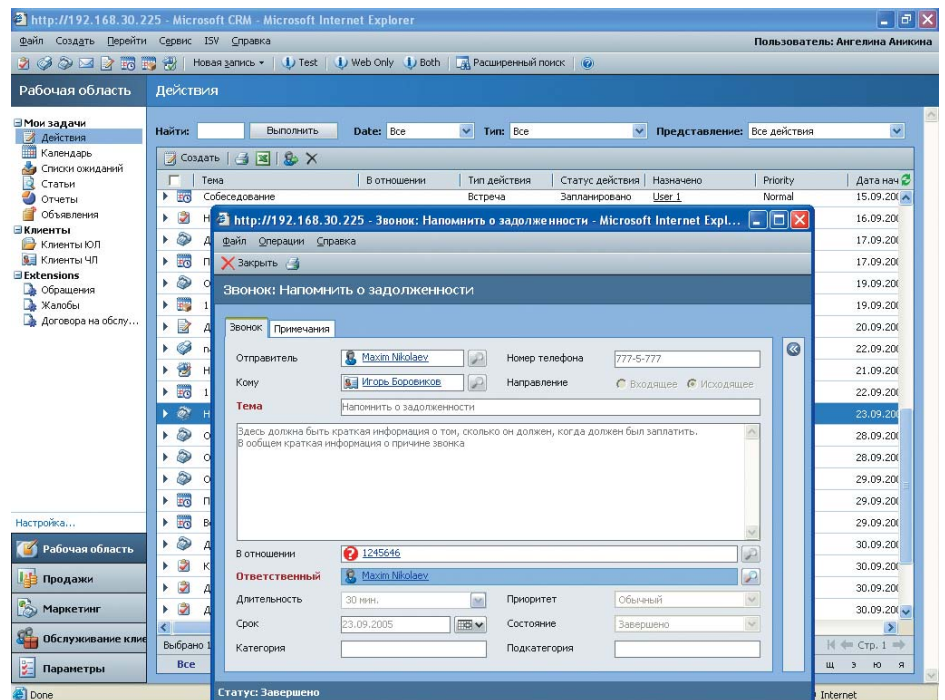 http://192.168.30.225 - Microsoft CRM - Microsoft Internet Explorer
Файл Создать Перейти Сервис ISV Справка Пользователь: Ангелина Аникина
Новая запись Test Web Only Both Расширенный поиск
Рабочая область Действия
Мои задачи
Действия
Календарь
Списки ожиданий
Статьи
Отчеты
Объявления
Клиенты
Клиенты ЮЛ
Клиенты ЧЛ
Extensions
Обращения
Жалобы
Договора на обслу...
Настройка...
Рабочая область
Продажи
Маркетинг
Обслуживание клие
Параметры
Найти: Выполнить Date: Все Тип: Все Представление: Все действия
Создать
Тема В отношении Тип действия Статус действия Назначено Priority Дата нач
Собеседование Встреча Запланировано User 1 Normal 15.09.200
Н 16.09.200
Д 17.09.200
П 17.09.200
О 19.09.200
1 19.09.200
Д 20.09.200
п. 22.09.200
Н 21.09.200
1 22.09.200
Н 23.09.200
О 28.09.200
О 28.09.200
О 29.09.200
П 29.09.200
В 29.09.200
Д 30.09.200
К 30.09.200
Д 30.09.200
Д 30.09.200
Выбрано 1 Стр. 1
Все Щ Э Ю Я
http://192.168.30.225 - Звонок: Напомнить о задолженности - Microsoft Internet Expl...
Файл Операции Справка
Закрыть
Звонок: Напомнить о задолженности
Звонок Примечания
Отправитель Maxim Nikolaev Номер телефона 777-5-777
Кому Игорь Боровиков Направление Входящее Исходящее
Тема Напомнить о задолженности
Здесь должна быть краткая информация о том, сколько он должен, когда должен был заплатить.
В ообщем краткая информация о причине звонка
В отношении 1245646
Ответственный Maxim Nikolaev
Длительность 30 мин. Приоритет Обычный
Срок 23.09.2005 Состояние Завершено
Категория Подкатегория
Статус: Завершено
Done Internet